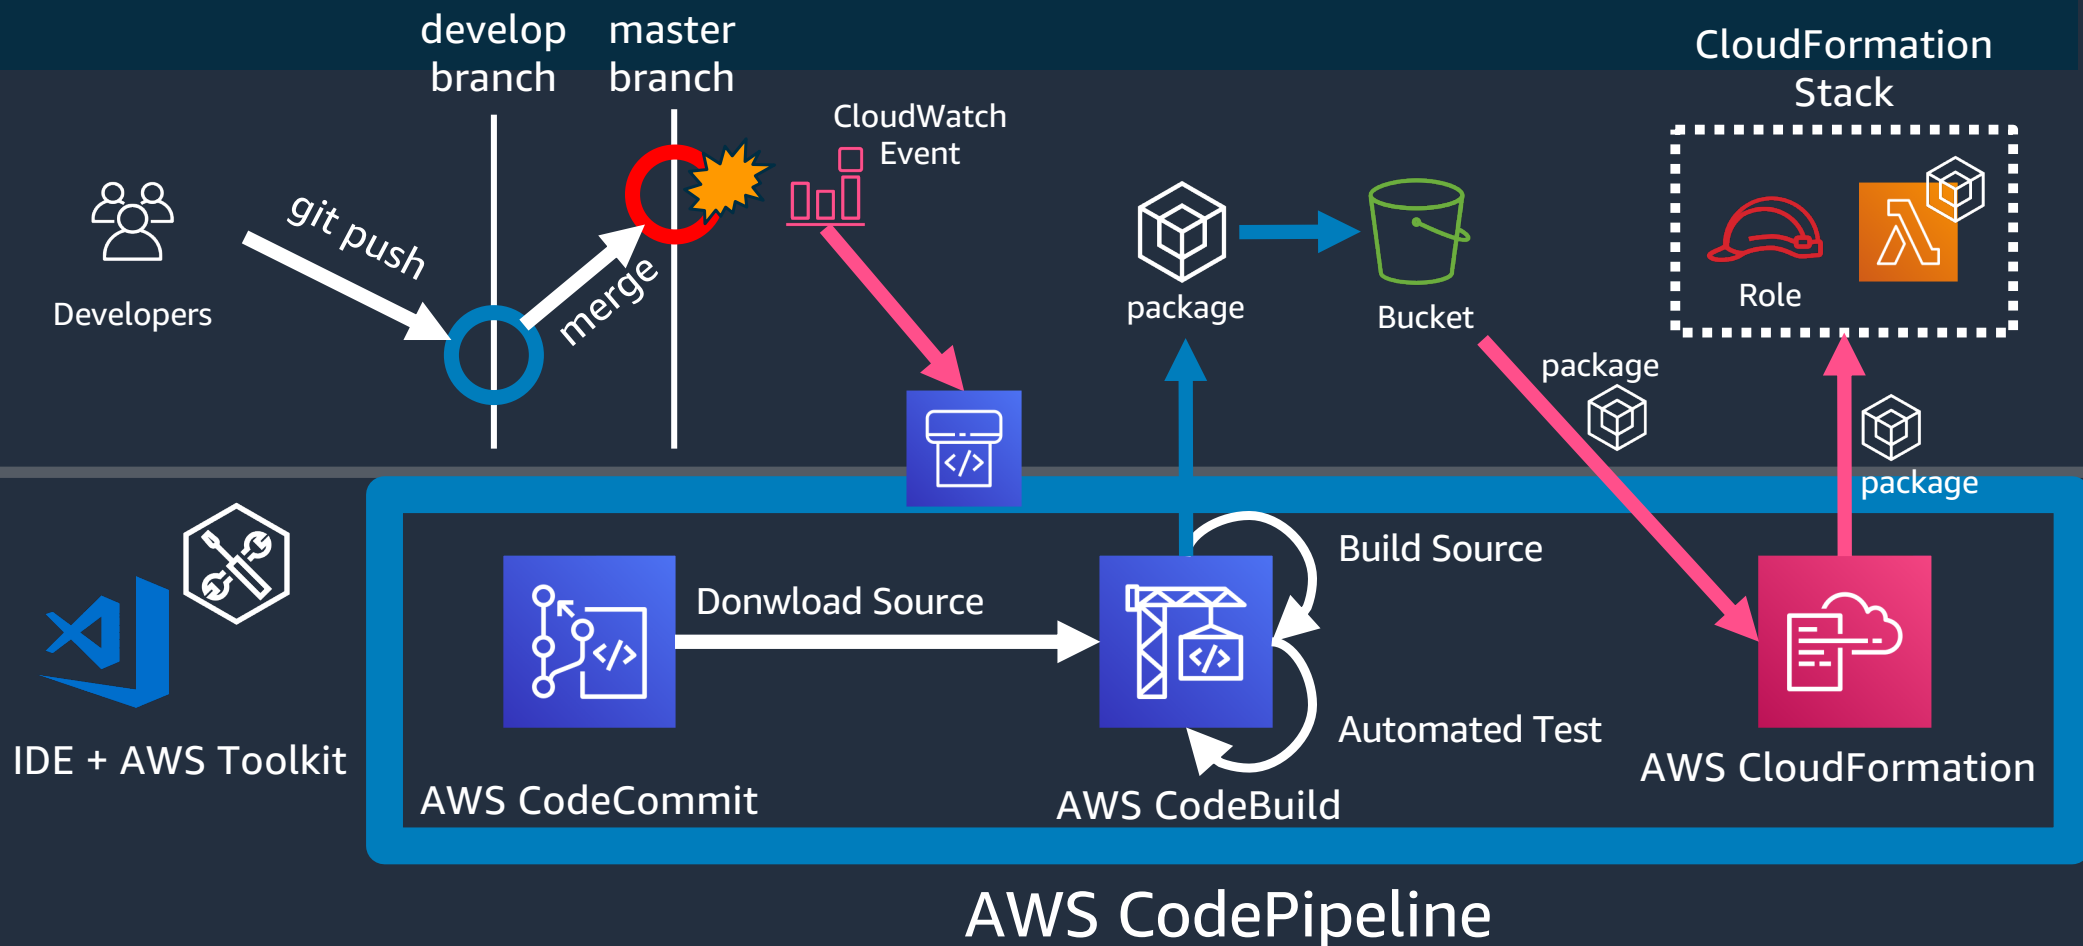 develop
branch
master
branch
CloudFormation
Stack
CloudWatch
Event
git push
merge
Developers
package
Bucket
Role
package
package
</>
Build Source
Donwload Source
</>
</>
Automated Test
IDE + AWS Toolkit
AWS CodeCommit
AWS CodeBuild
AWS CloudFormation
AWS CodePipeline